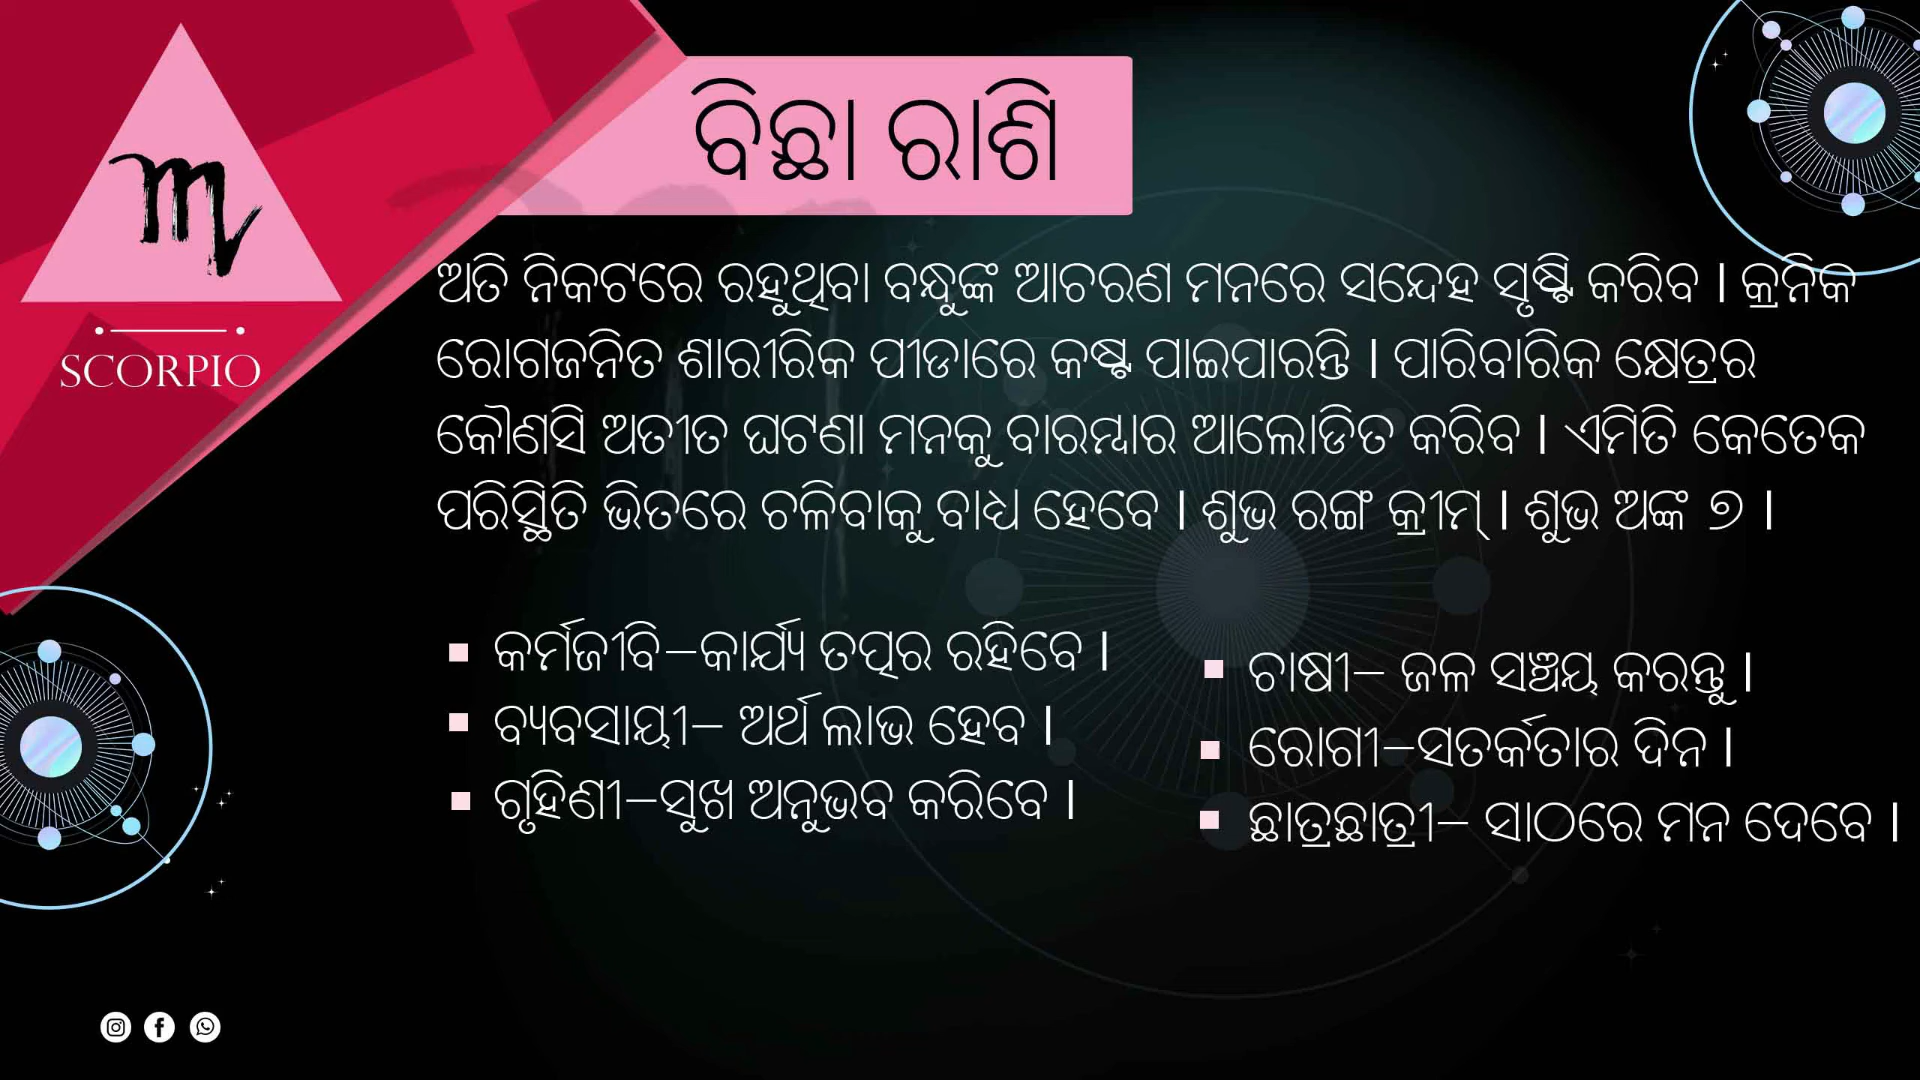 ବିଛା ରାଶି
SCORPIO
ଅତି ନିକଟରେ ରହୁଥିବା ବନ୍ଧୁଙ୍କ ଆଚରଣ ମନରେ ସନ୍ଦେହ ସୃଷ୍ଟି କରିବ । କ୍ରନିକ
ରୋଗଜନିତ ଶାରୀରିକ ପୀଡାରେ କଷ୍ଟ ପାଇପାରନ୍ତି । ପାରିବାରିକ କ୍ଷେତ୍ରର
କୌଣସି ଅତୀତ ଘଟଣା ମନକୁ ବାରମ୍ବାର ଆଲୋଡିତ କରିବ । ଏମିତି କେତେକ
ପରିସ୍ଥିତି ଭିତରେ ଚଳିବାକୁ ବାଧ୍ୟ ହେବେ । ଶୁଭ ରଙ୍ଗ କ୍ରୀମ୍ । ଶୁଭ ଅଙ୍କ ୭ ।
କର୍ମଜୀବି–କାର୍ଯ୍ୟ ତତ୍ପର ରହିବେ ।
ବ୍ୟବସାୟୀ– ଅର୍ଥ ଲାଭ ହେବ ।
ଗୃହିଣୀ–ସୁଖ ଅନୁଭବ କରିବେ ।
ଚାଷୀ– ଜଳ ସଞ୍ଚୟ କରନ୍ତୁ ।
ରୋଗୀ–ସତର୍କତାର ଦିନ ।
ଛାତ୍ରଛାତ୍ରୀ– ସାଠରେ ମନ ଦେବେ ।